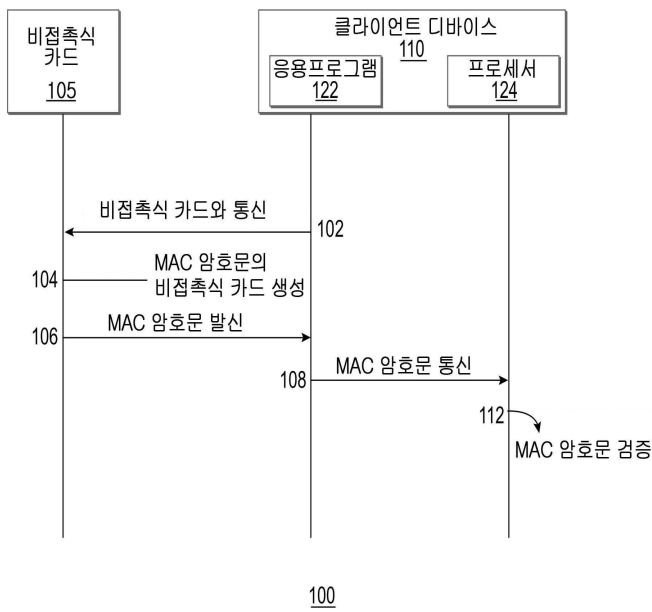 비접촉식
카드
105
클라이언트 디바이스
110
응용프로그램
122
프로세서
124
비접촉식 카드와 통신
102
104
MAC 암호문의
비접촉식 카드 생성
106
MAC 암호문 발신
108
MAC 암호문 통신
112
MAC 암호문 검증
100